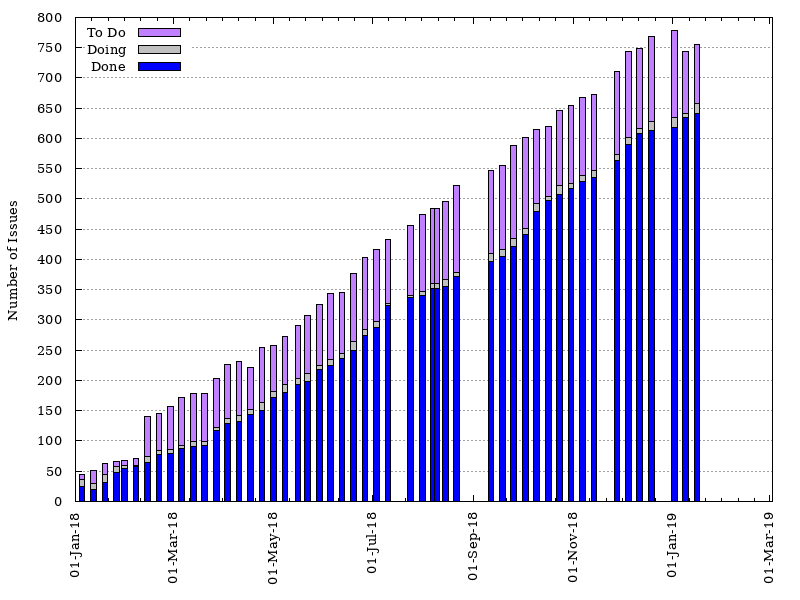 800
750
700
650
600
550
500
450
400
350
300
250
200
150
100
50
0
Number of Issues
To Do
Doing
Done
01-Jan-18
01-Mar-18
01-May-18
01-Jul-18
01-Sep-18
01-Nov-18
01-Jan-19
01-Mar-19